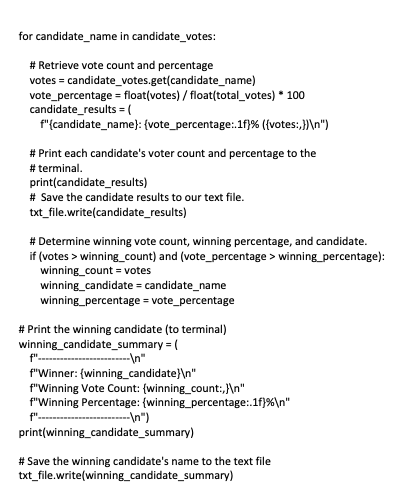 for candidate_name in candidate_votes:
# Retrieve vote count and percentage
votes = candidate_votes.get(candidate_name)
vote_percentage = float(votes) / float(total_votes) * 100
candidate_results = (
f"{candidate_name}: {vote_percentage:.1f}% ({votes:,})\n")
# Print each candidate's voter count and percentage to the
# terminal.
print(candidate_results)
#  Save the candidate results to our text file.
txt_file.write(candidate_results)
# Determine winning vote count, winning percentage, and candidate.
if (votes > winning_count) and (vote_percentage > winning_percentage):
winning_count = votes
winning_candidate = candidate_name
winning_percentage = vote_percentage
# Print the winning candidate (to terminal)
winning_candidate_summary = (
f"-------------------------\n"
f"Winner: {winning_candidate}\n"
f"Winning Vote Count: {winning_count:,}\n"
f"Winning Percentage: {winning_percentage:.1f}%\n"
f"-------------------------\n")
print(winning_candidate_summary)
# Save the winning candidate's name to the text file
txt_file.write(winning_candidate_summary)